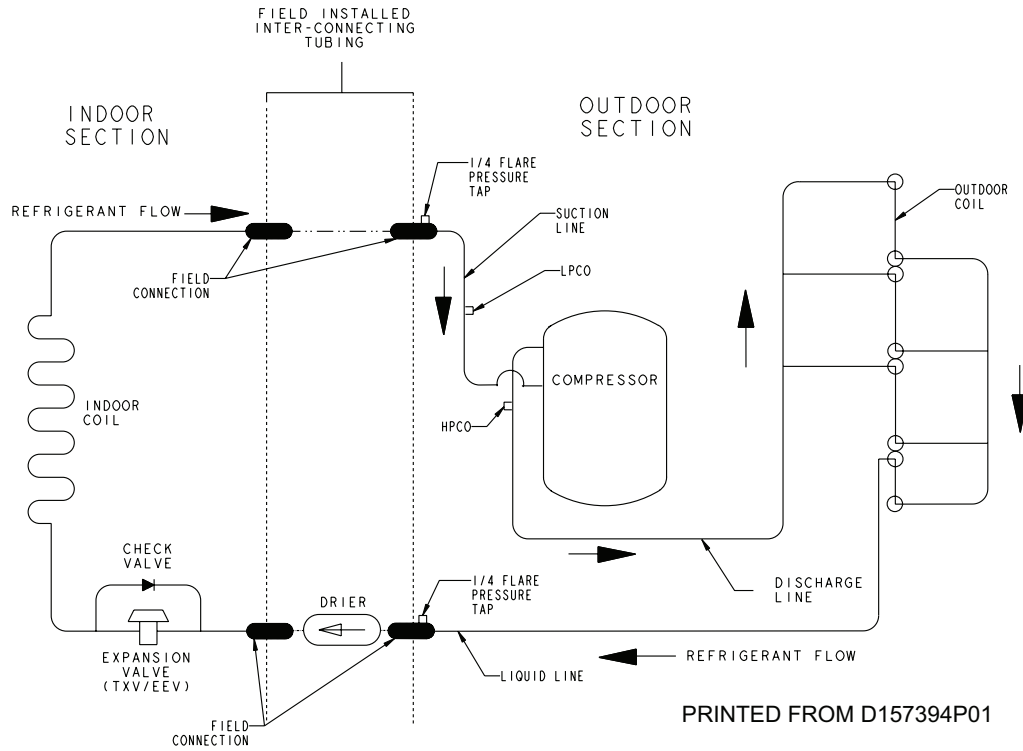 FIELD INSTALLED
INTER-CONNECTING
TUBING
INDOOR
SECTION
OUTDOOR
SECTION
1/4 FLARE
PRESSURE
TAP
OUTDOOR
COIL
REFRIGERANT FLOW
SUCTION
LINE
FIELD
CONNECTION
LPCO
COMPRESSOR
INDOOR
COIL
HPCO
CHECK
VALVE
DRIER
1/4 FLARE
PRESSURE
TAP
DISCHARGE
LINE
EXPANSION
VALVE
(TXV/EEV)
LIQUID LINE
REFRIGERANT FLOW
FIELD
CONNECTION
PRINTED FROM D157394P01